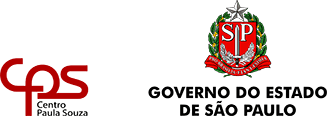 cps
Centro
Paula Souza
SP
GOVERNO DO ESTADO
DE SÃO PAULO